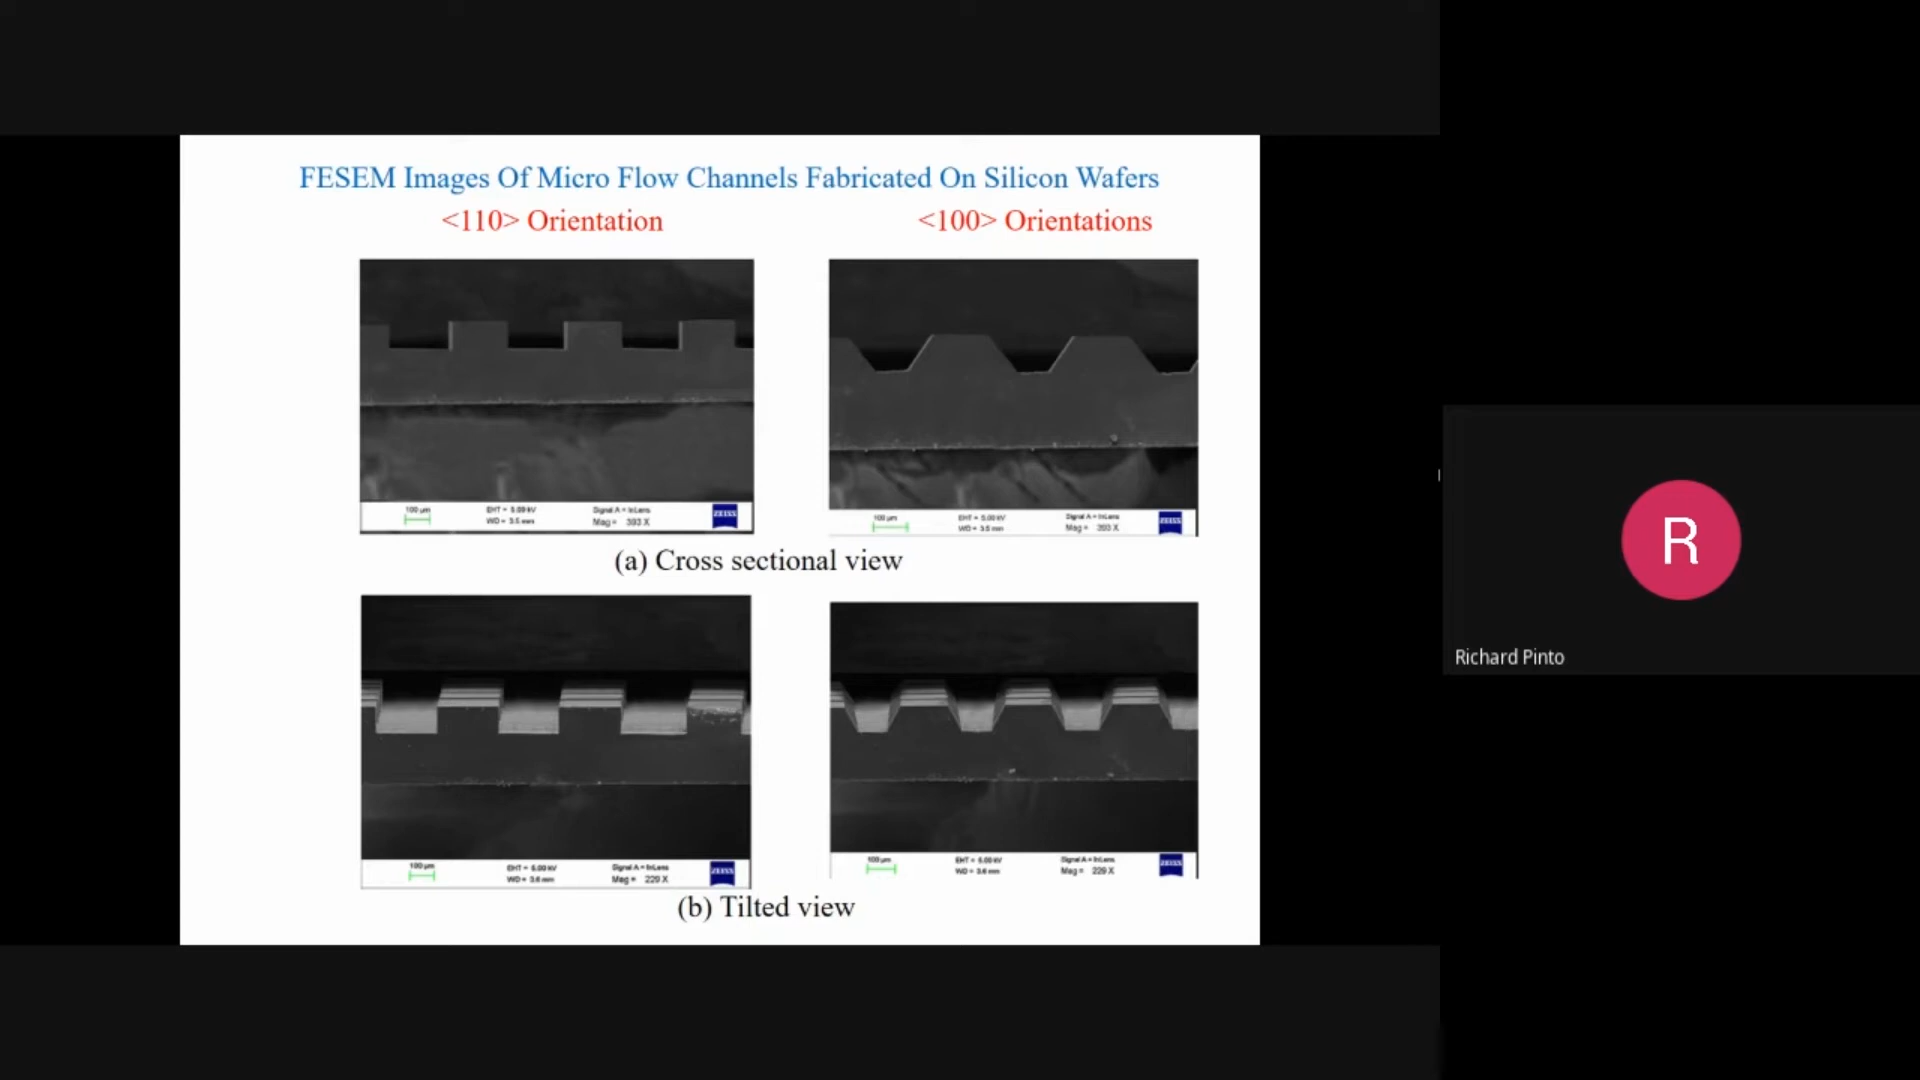 FESEM Images Of Micro Flow Channels Fabricated On Silicon Wafers
<110> Orientation
<100> Orientations
100 µm
EHT = 5.00 kV
WD = 3.5 mm
Signal A = InLens
Mag = 393 X
ZEISS
100 µm
EHT = 5.00 kV
WD = 3.5 mm
Signal A = InLens
Mag = 393 X
ZEISS
(a) Cross sectional view
100 µm
EHT = 5.00 kV
WD = 3.6 mm
Signal A = InLens
Mag = 229 X
ZEISS
100 µm
EHT = 5.00 kV
WD = 3.6 mm
Signal A = InLens
Mag = 229 X
ZEISS
(b) Tilted view
R
Richard Pinto